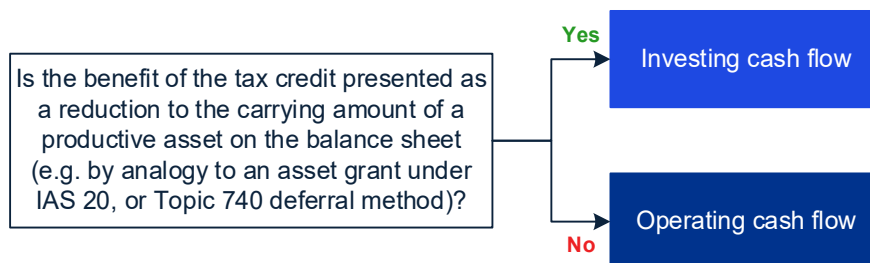 Is the benefit of the tax credit presented as
a reduction to the carrying amount of a
productive asset on the balance sheet
(e.g. by analogy to an asset grant under
IAS 20, or Topic 740 deferral method)?
Yes
Investing cash flow
No
Operating cash flow